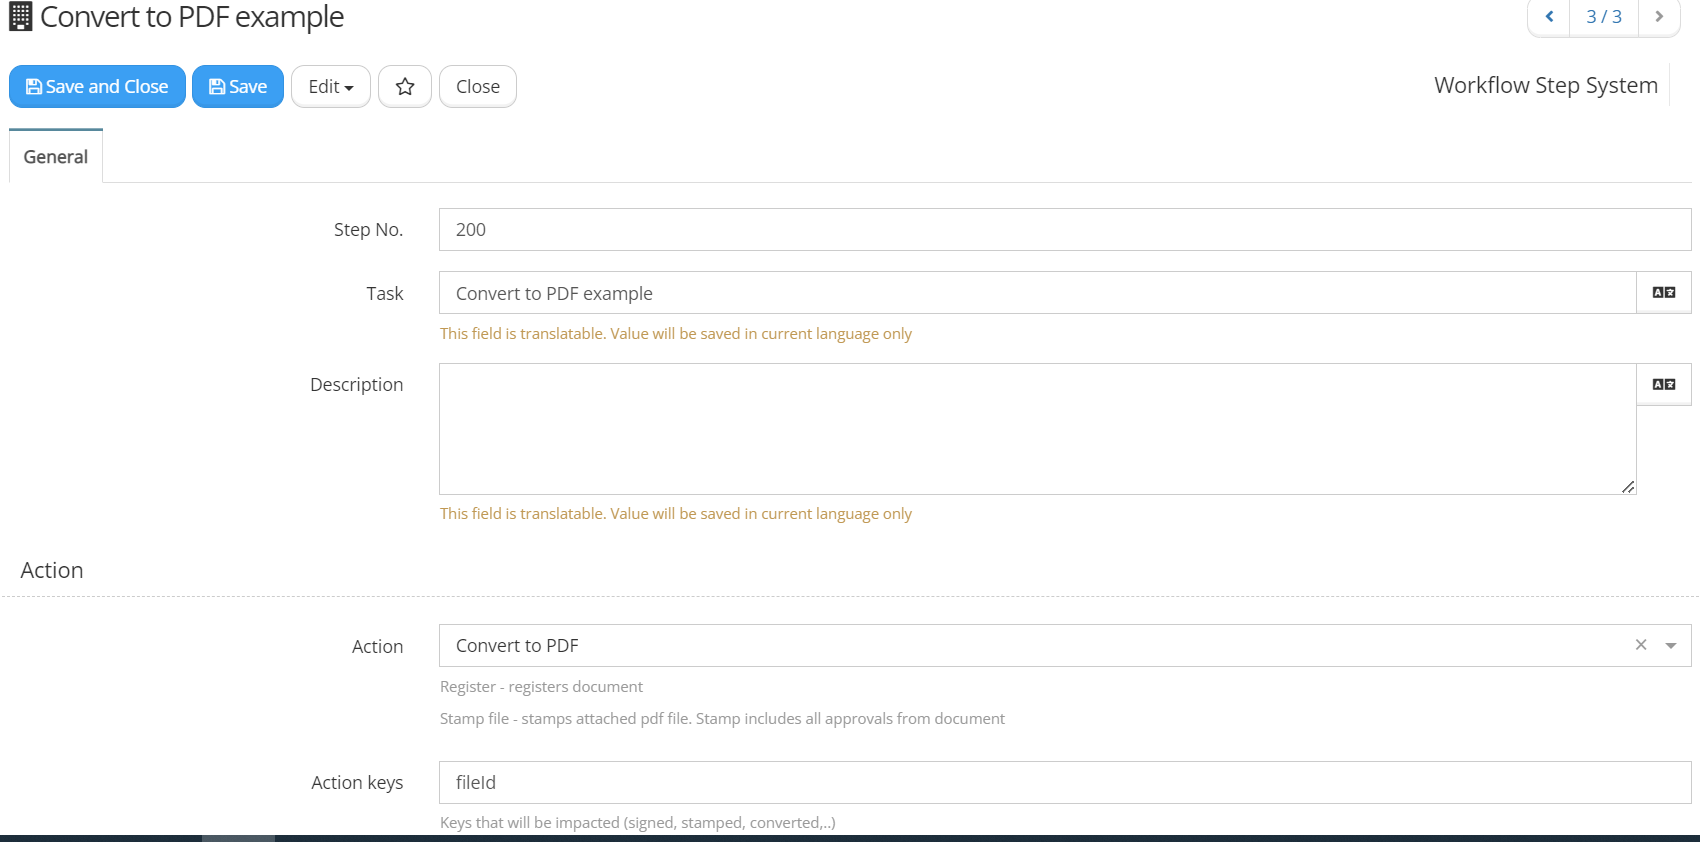 Convert to PDF example
3 / 3
Save and Close
Save
Edit
Close
Workflow Step System
General
Step No.
200
Task
Convert to PDF example
This field is translatable. Value will be saved in current language only
Description
This field is translatable. Value will be saved in current language only
Action
Action
Convert to PDF
Register - registers document
Stamp file - stamps attached pdf file. Stamp includes all approvals from document
Action keys
fileId
Keys that will be impacted (signed, stamped, converted,..)